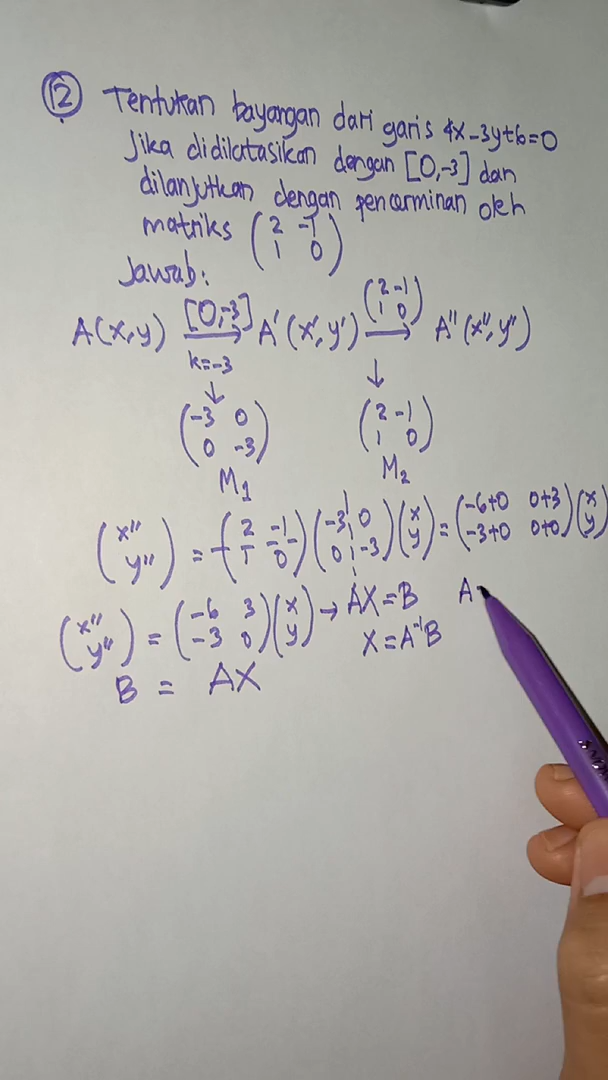 12 Tentukan bayangan dari garis 4x-3y+6=0
Jika didilatasikan dengan [0,-3] dan
dilanjutkan dengan pencerminan oleh
matriks (2 -1
1 0)
Jawab:
A(x,y) [0,-3] → A'(x',y') (2 -1
1 0) → A''(x'',y'')
k=-3
↓ ↓
(-3 0
0 -3) (2 -1
1 0)
M1 M2
(x''
y'') = (2 -1
1 0) (-3 0
0 -3) (x
y) = (-6+0 0+3
-3+0 0+0) (x
y)
(x''
y'') = (-6 3
-3 0) (x
y) → AX=B A
X=A⁻¹B
B = AX